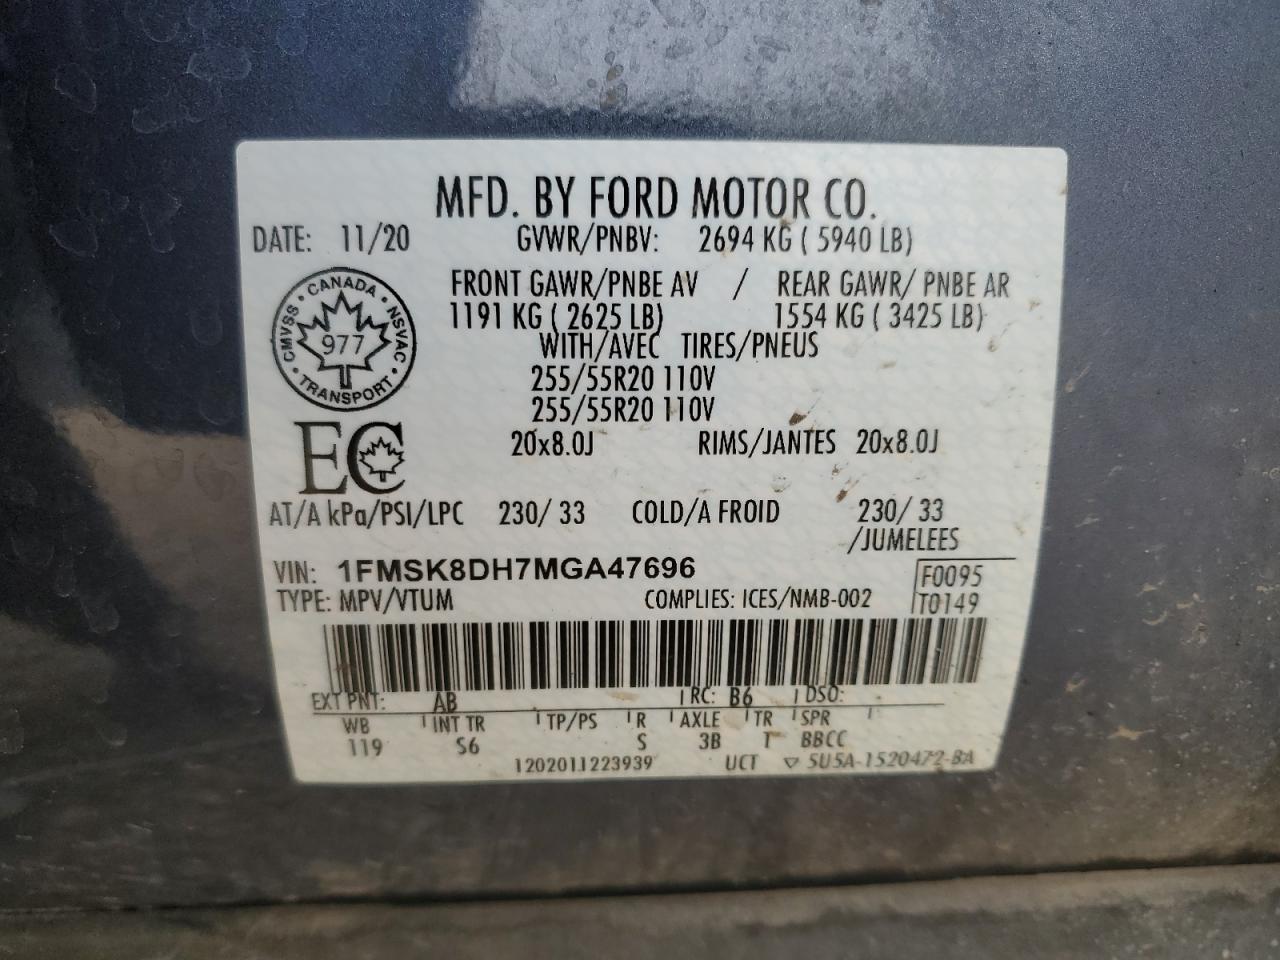 MFD. BY FORD MOTOR CO.
DATE: 11/20 GVWR/PNBV: 2694 KG ( 5940 LB)
FRONT GAWR/PNBE AV / REAR GAWR/ PNBE AR
1191 KG ( 2625 LB) 1554 KG ( 3425 LB)
WITH/AVEC TIRES/PNEUS
255/55R20 110V
255/55R20 110V
CANADA
CMVSS NSVAC
977
TRANSPORT
EC
20x8.0J RIMS/JANTES 20x8.0J
AT/A kPa/PSI/LPC 230/ 33 COLD/A FROID 230/ 33
/JUMELEES
VIN: 1FMSK8DH7MGA47696
F0095
TYPE: MPV/VTUM COMPLIES: ICES/NMB-002 T0149
EXT PNT: AB RC: B6 DSO:
WB INT TR TP/PS R AXLE TR SPR
119 S6 S 3B T BBCC
1202011223939 UCT ▽ 5U5A-1520472-BA